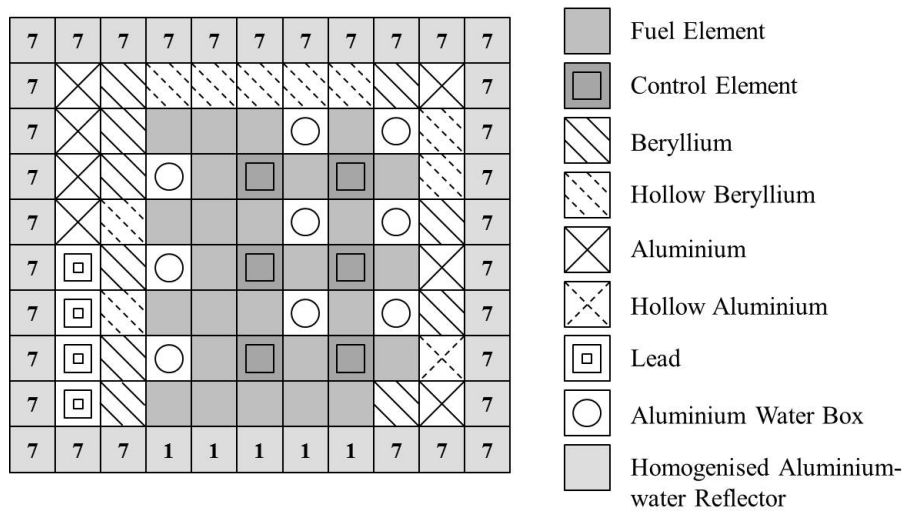 7 7 7 7 7 7 7 7 7 7 7
7 7
7 7
7 7
7 7
7 7
7 7
7 7
7 7
7 7 7 1 1 1 1 1 7 7 7
Fuel Element
Control Element
Beryllium
Hollow Beryllium
Aluminium
Hollow Aluminium
Lead
Aluminium Water Box
Homogenised Aluminium-
water Reflector